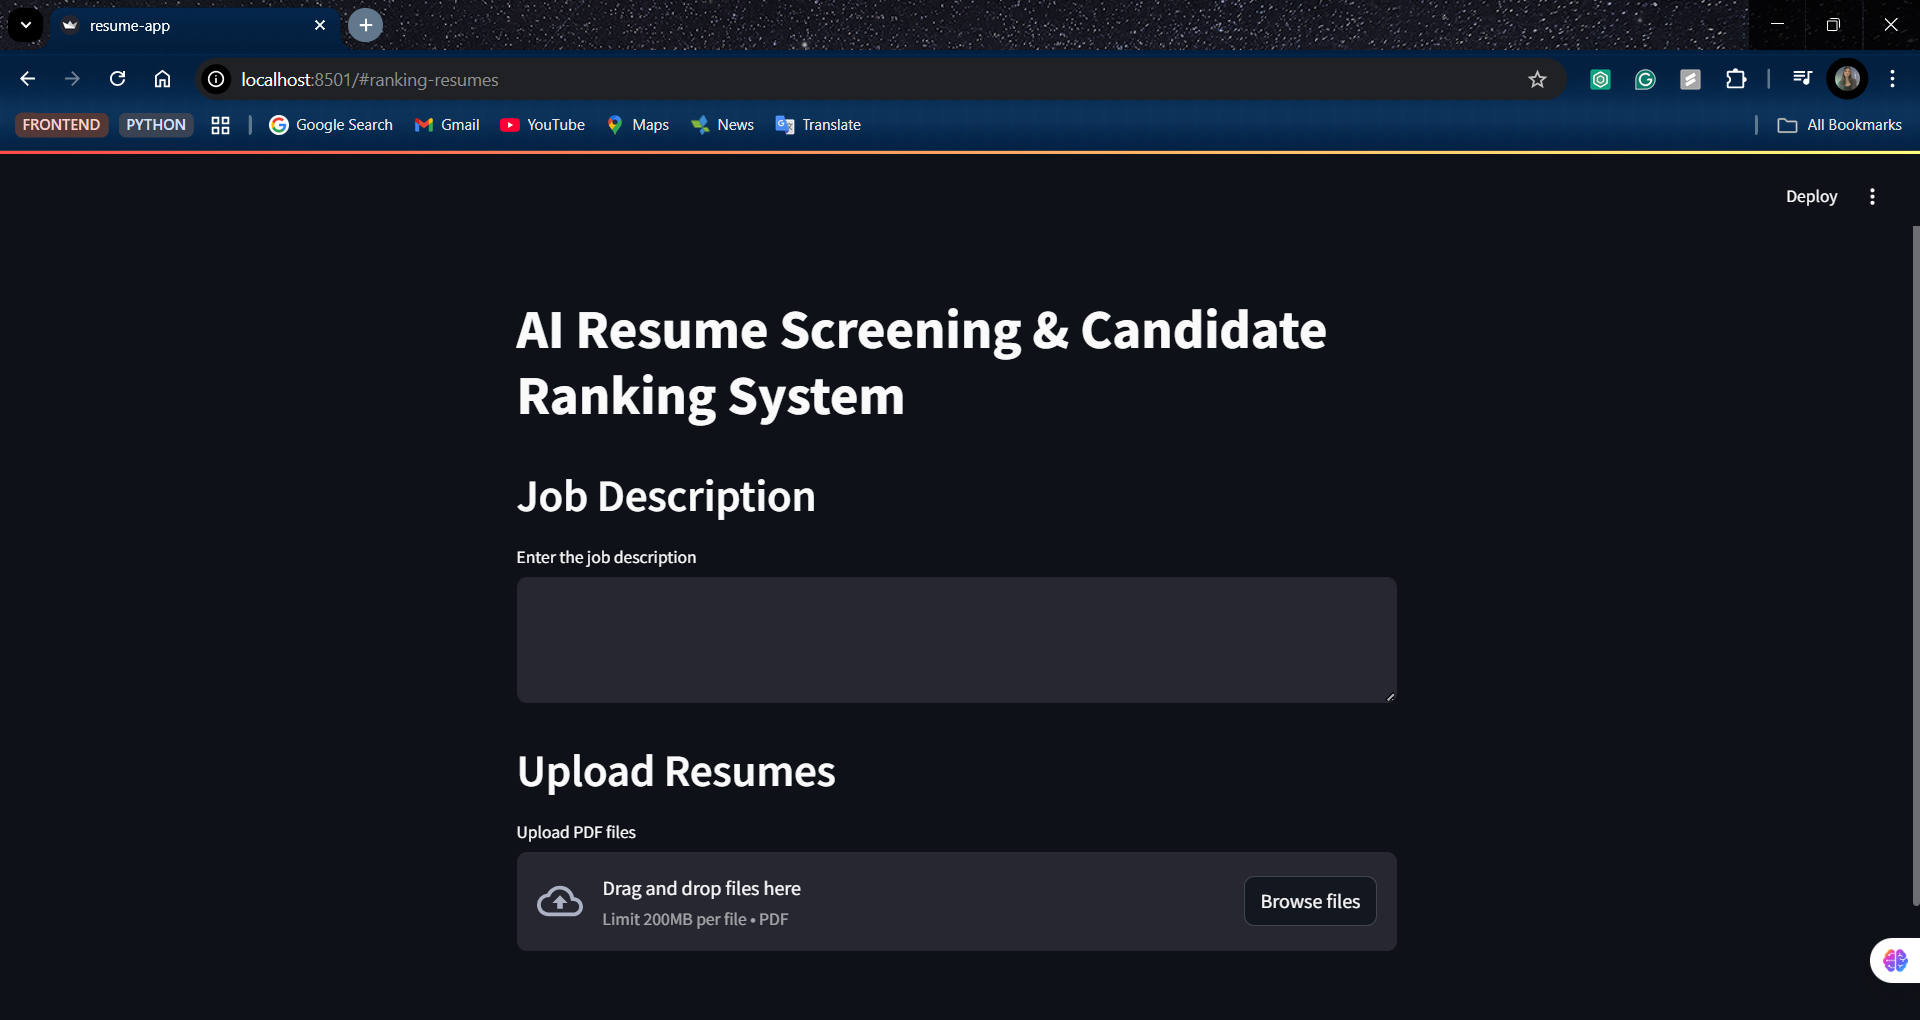 resume-app
localhost:8501/#ranking-resumes
FRONTEND PYTHON Google Search Gmail YouTube Maps News Translate All Bookmarks
Deploy
AI Resume Screening & Candidate
Ranking System
Job Description
Enter the job description
Upload Resumes
Upload PDF files
Drag and drop files here
Limit 200MB per file • PDF
Browse files